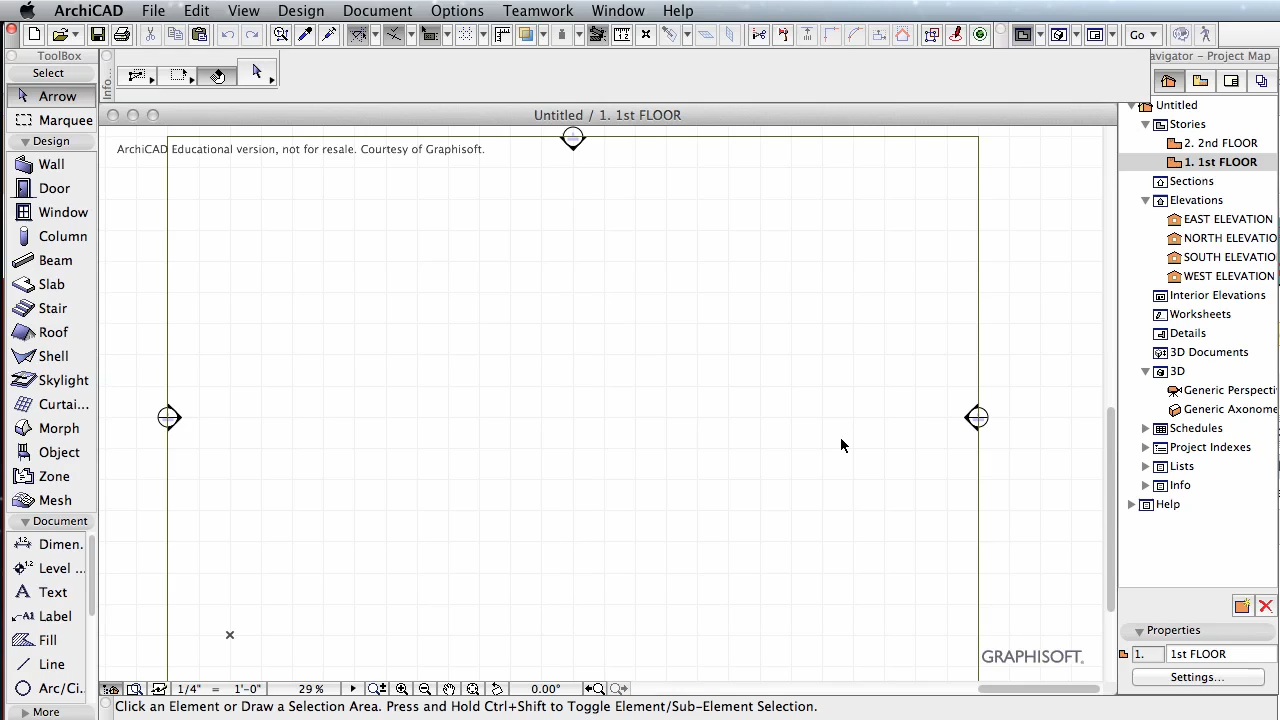 ArchiCAD File Edit View Design Document Options Teamwork Window Help
Go
ToolBox
Select
Arrow
Marquee
Design
Wall
Door
Window
Column
Beam
Slab
Stair
Roof
Shell
Skylight
Curtai...
Morph
Object
Zone
Mesh
Document
Dimen.
Level ...
Text
Label
Fill
Line
Arc/Ci...
More
Info...
Untitled / 1. 1st FLOOR
ArchiCAD Educational version, not for resale. Courtesy of Graphisoft.
GRAPHISOFT.
1/4" = 1'-0" 29 % 0.00°
Click an Element or Draw a Selection Area. Press and Hold Ctrl+Shift to Toggle Element/Sub-Element Selection.
avigator - Project Map
Untitled
Stories
2. 2nd FLOOR
1. 1st FLOOR
Sections
Elevations
EAST ELEVATION
NORTH ELEVATIO
SOUTH ELEVATIO
WEST ELEVATION
Interior Elevations
Worksheets
Details
3D Documents
3D
Generic Perspecti
Generic Axonome
Schedules
Project Indexes
Lists
Info
Help
Properties
1. 1st FLOOR
Settings...